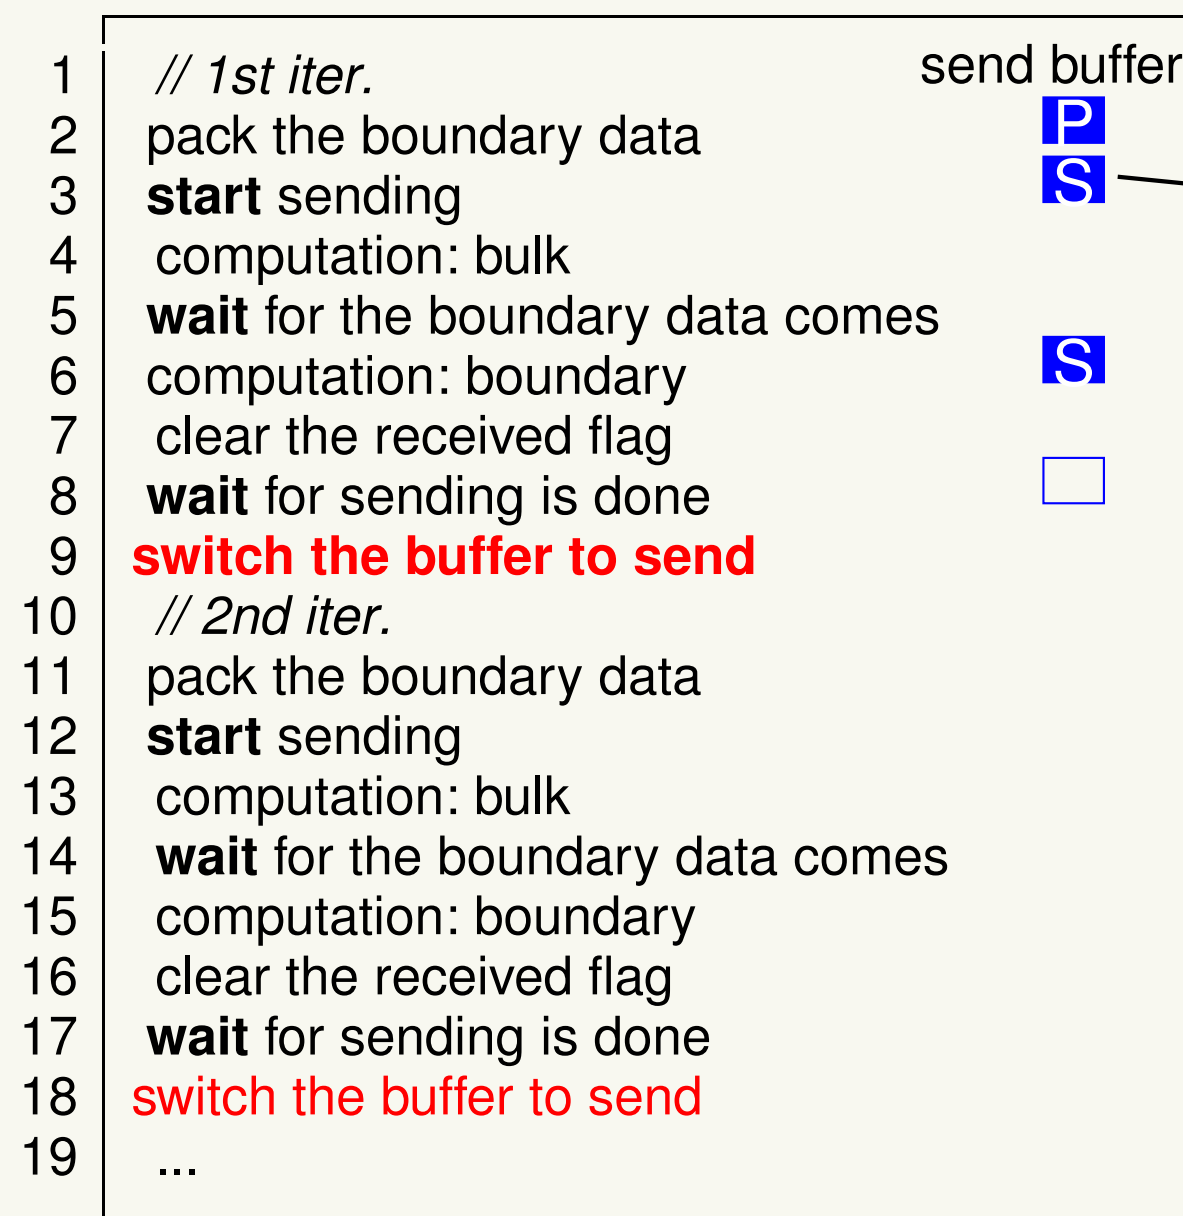 send buffer
1 // 1st iter.
2 pack the boundary data P
3 start sending S
4 computation: bulk
5 wait for the boundary data comes
6 computation: boundary S
7 clear the received flag
8 wait for sending is done
9 switch the buffer to send
10 // 2nd iter.
11 pack the boundary data
12 start sending
13 computation: bulk
14 wait for the boundary data comes
15 computation: boundary
16 clear the received flag
17 wait for sending is done
18 switch the buffer to send
19 ...